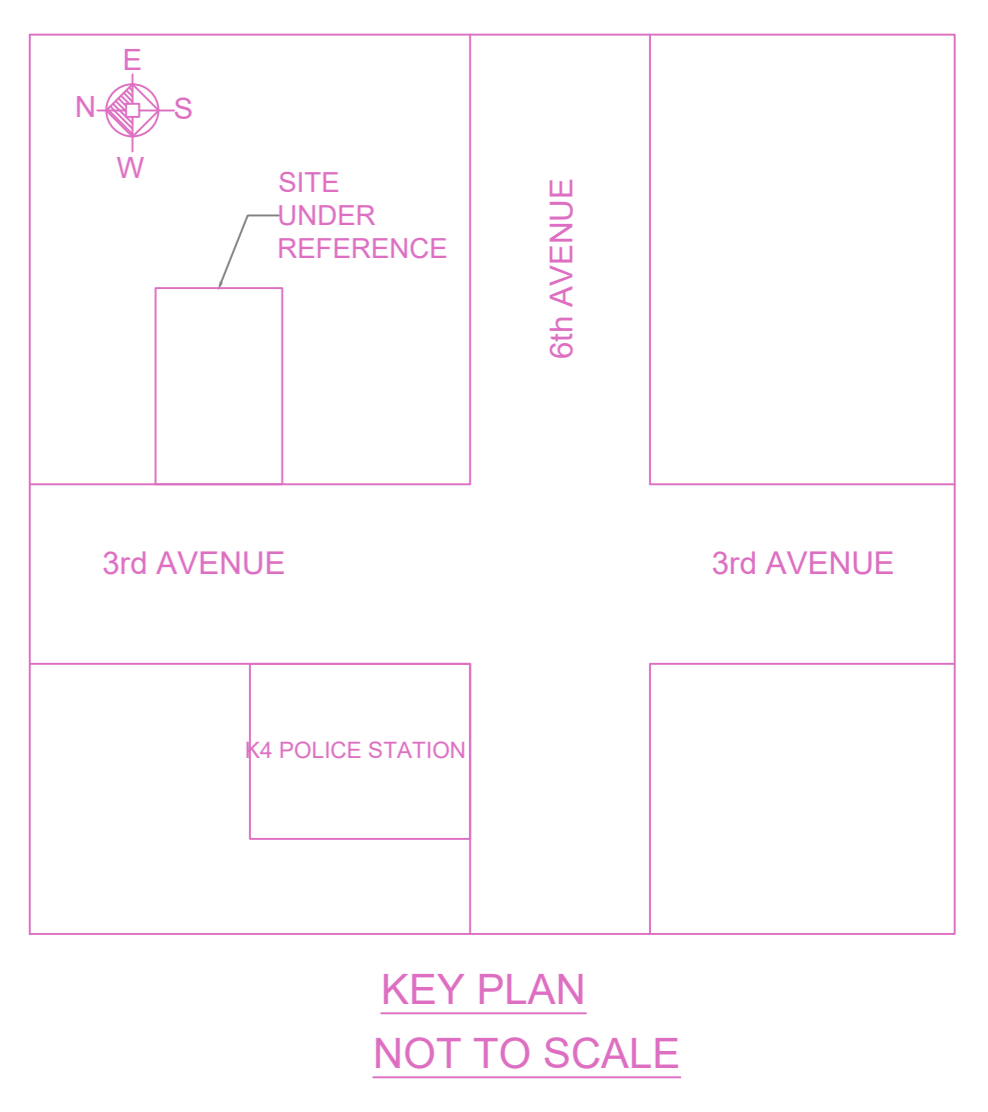 E
N S
W
SITE
UNDER
REFERENCE
6th AVENUE
3rd AVENUE
3rd AVENUE
K4 POLICE STATION
KEY PLAN
NOT TO SCALE